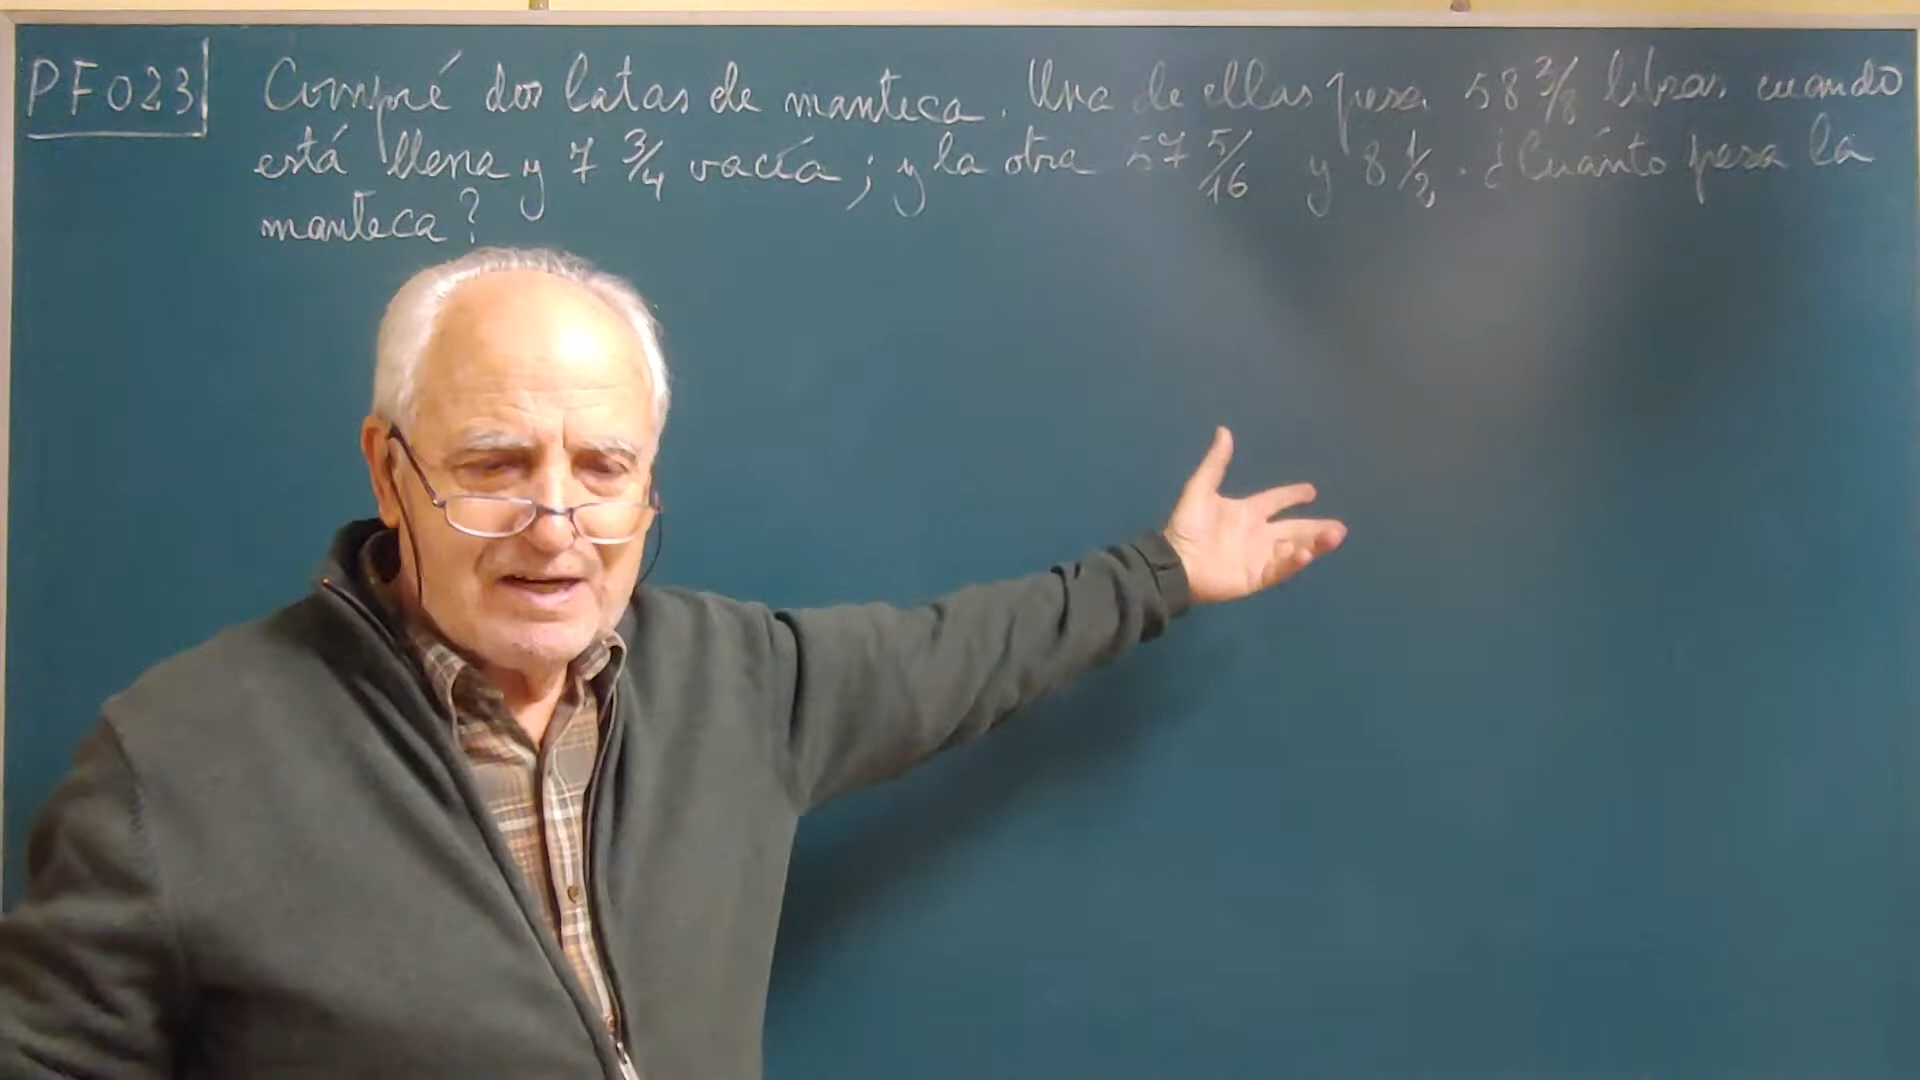 PF023
Compré dos latas de manteca. Una de ellas pesa 58 3/8 libras cuando
está llena y 7 3/4 vacía; y la otra 57 5/16 y 8 1/2. ¿Cuánto pesa la
manteca?